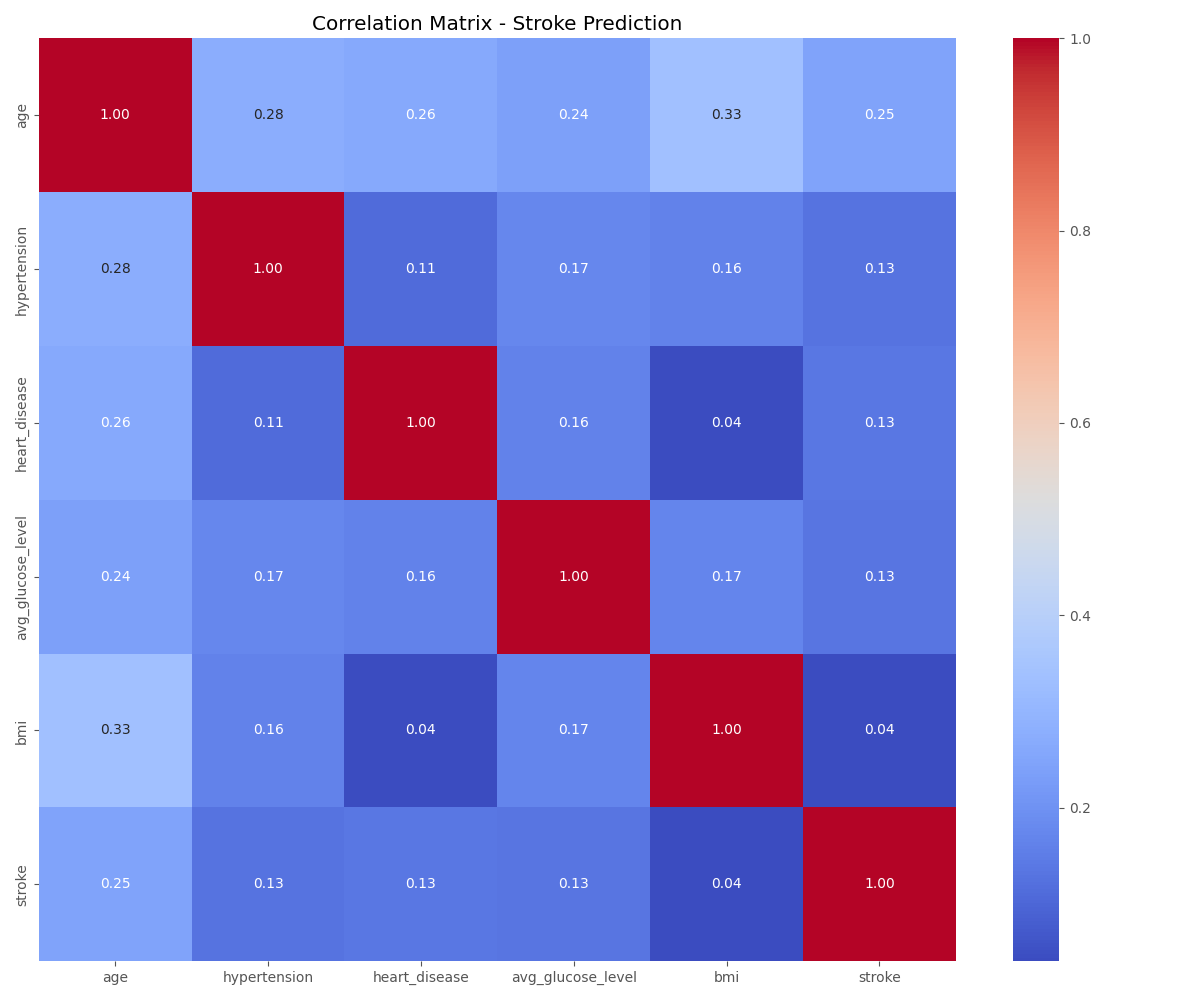 Correlation Matrix - Stroke Prediction
age 1.00 0.28 0.26 0.24 0.33 0.25
hypertension 0.28 1.00 0.11 0.17 0.16 0.13
heart_disease 0.26 0.11 1.00 0.16 0.04 0.13
avg_glucose_level 0.24 0.17 0.16 1.00 0.17 0.13
bmi 0.33 0.16 0.04 0.17 1.00 0.04
stroke 0.25 0.13 0.13 0.13 0.04 1.00
age hypertension heart_disease avg_glucose_level bmi stroke
1.0
0.8
0.6
0.4
0.2